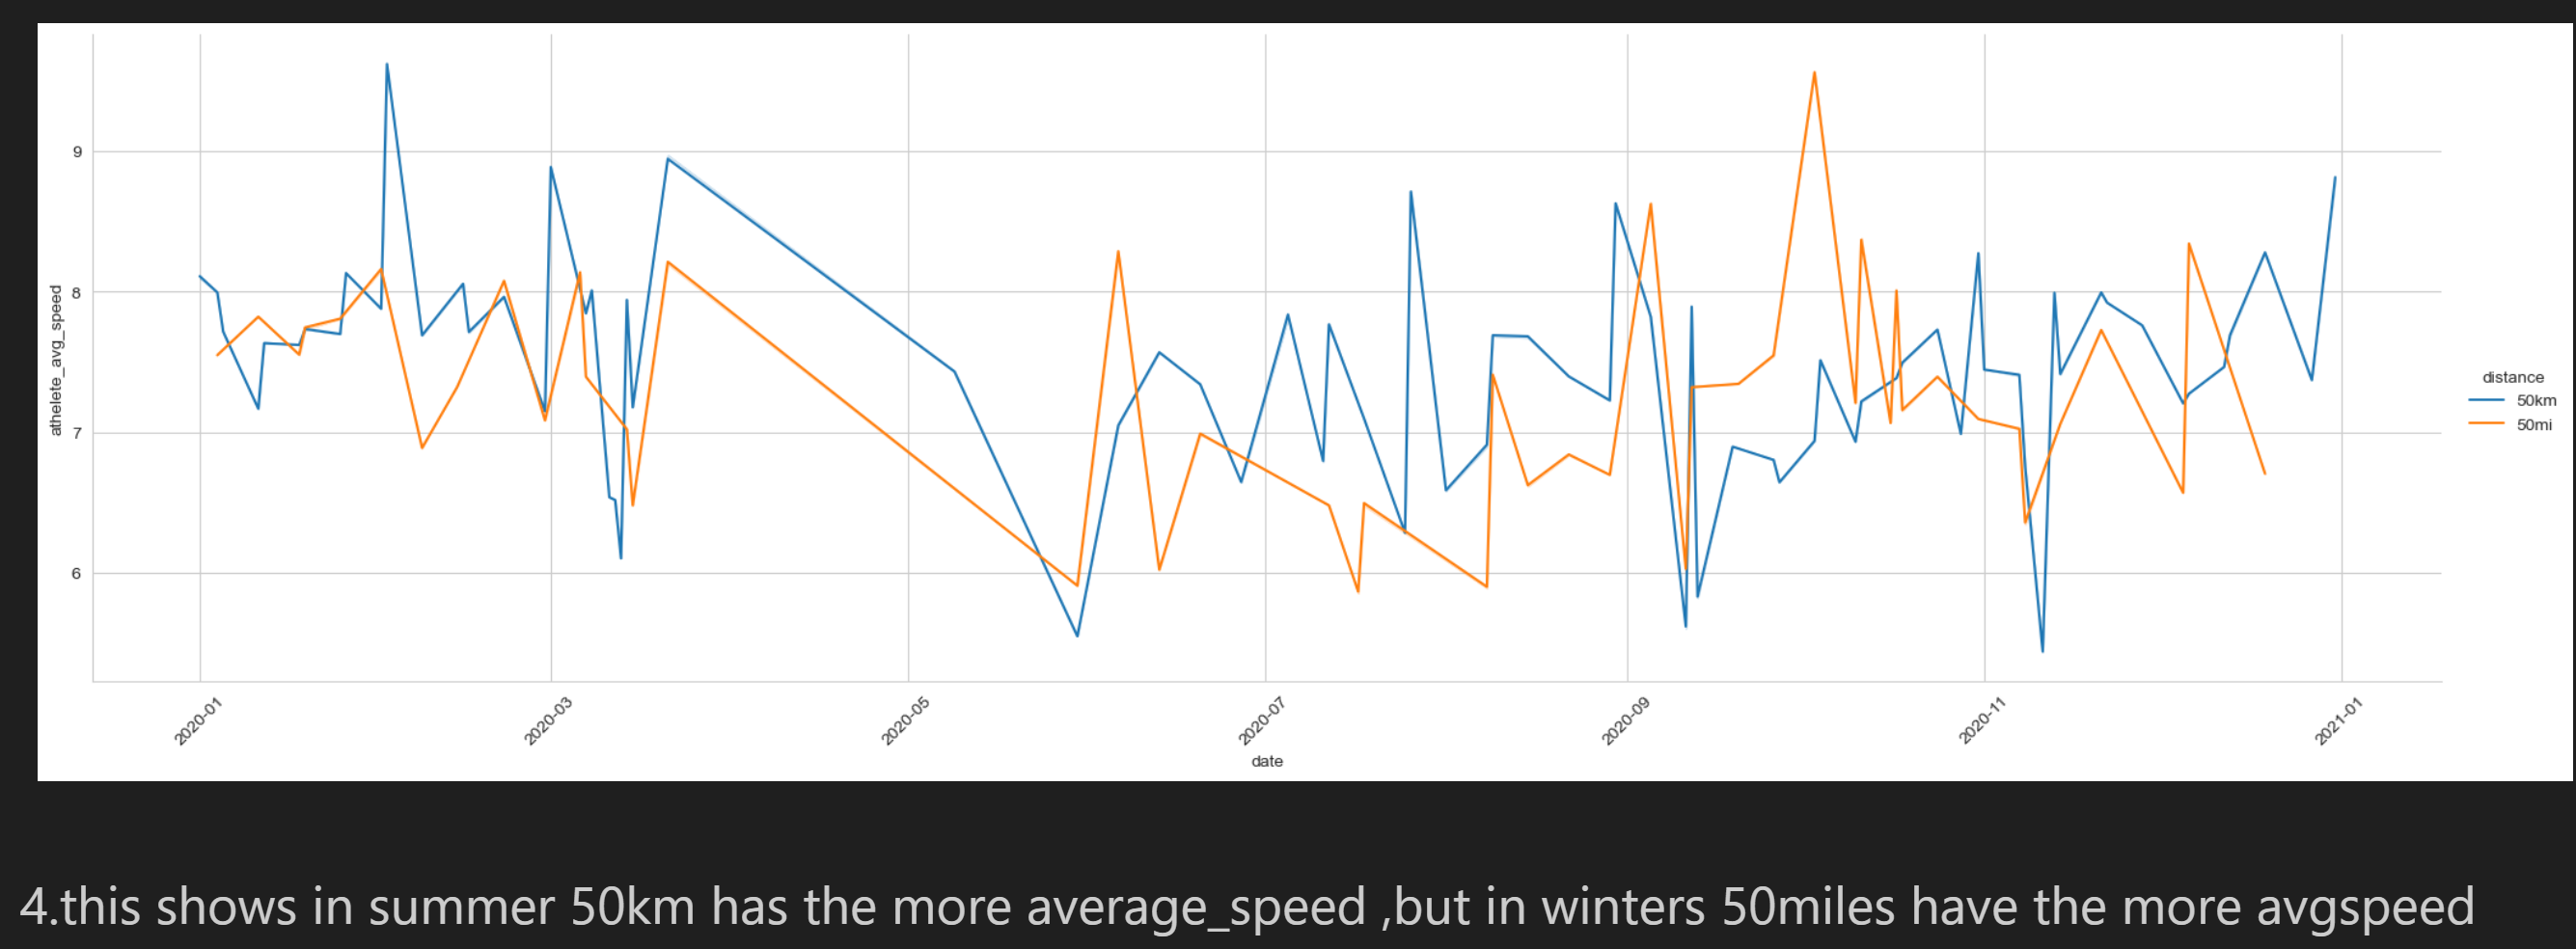 9
8
7
6
athelete_avg_speed
distance
50km
50mi
2020-01
2020-03
2020-05
2020-07
2020-09
2020-11
2021-01
date
4.this shows in summer 50km has the more average_speed ,but in winters 50miles have the more avgspeed